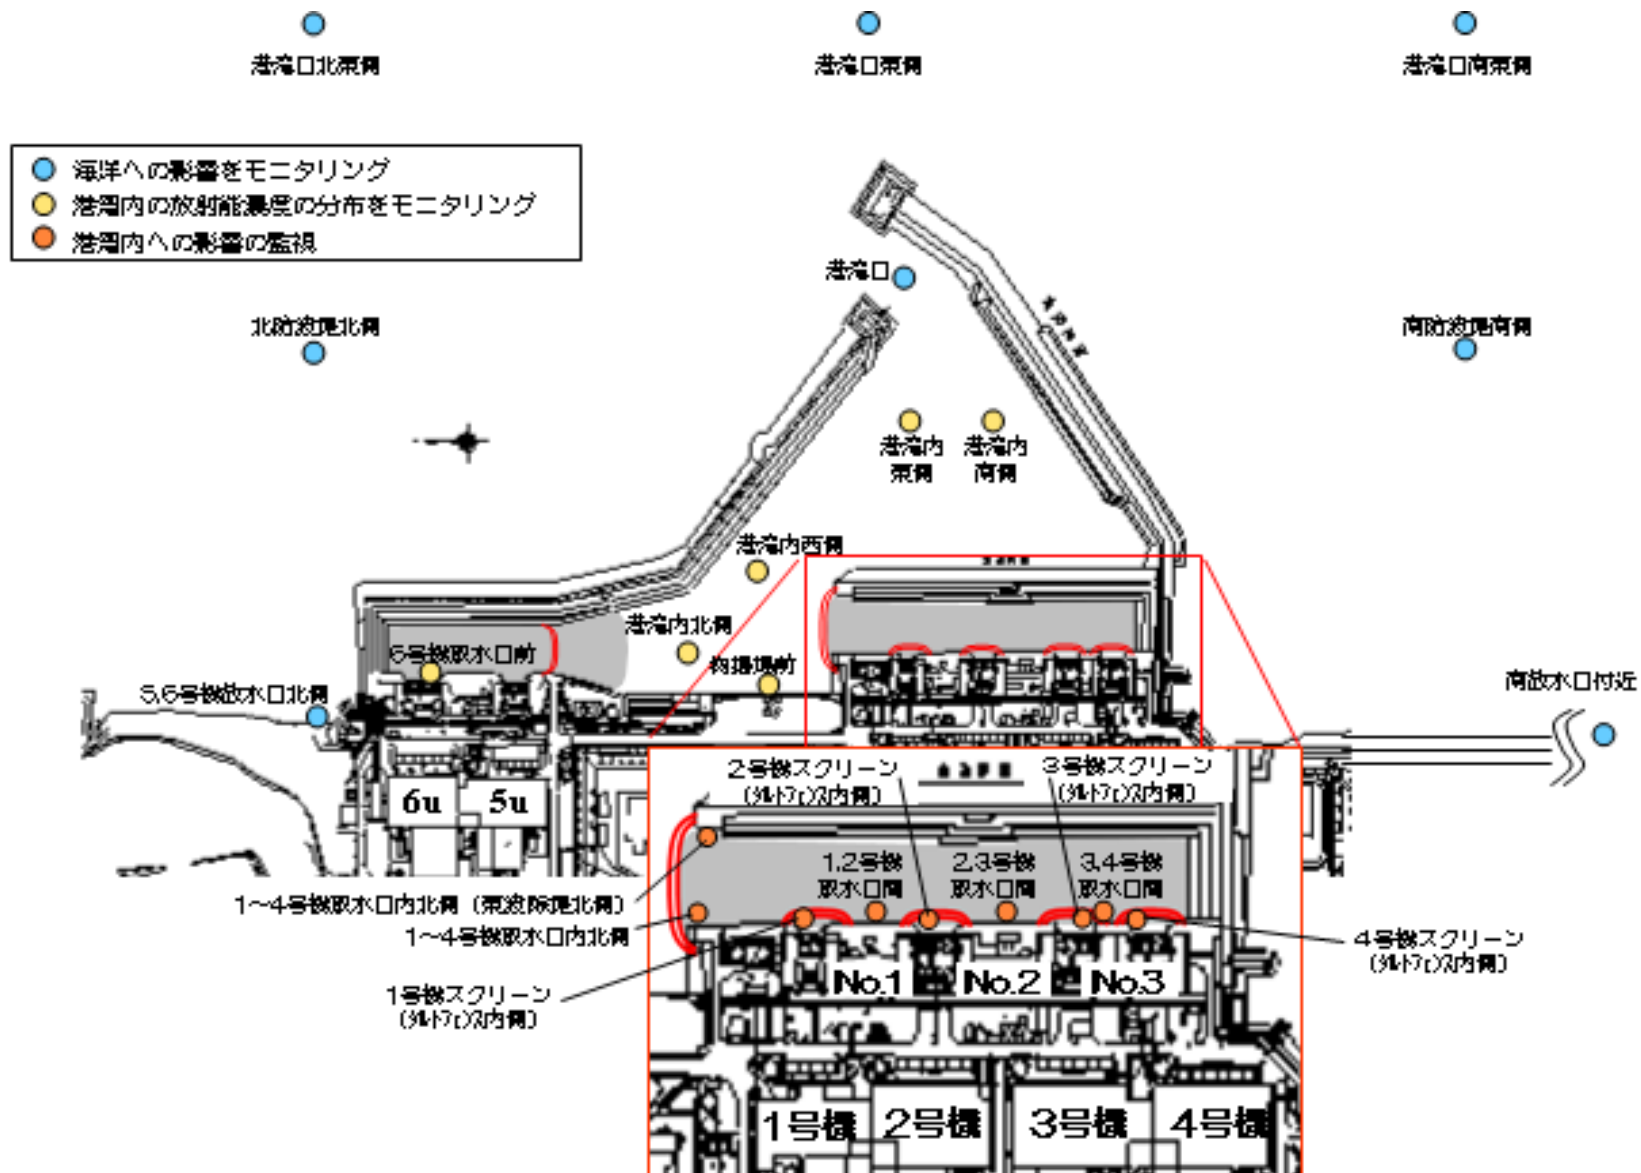 港湾口北東側
港湾口東側
港湾口南東側
海洋への影響をモニタリング
港湾内の放射能濃度の分布をモニタリング
港湾内への影響の監視
港湾口
北防波堤北側
南防波堤南側
港湾内
東側
港湾内
南側
港湾内西側
港湾内北側
6号機取水口前
物揚場前
5,6号機放水口北側
南放水口付近
6u
5u
2号機スクリーン
(シルトフェンス内側)
3号機スクリーン
(シルトフェンス内側)
1,2号機
取水口間
2,3号機
取水口間
3,4号機
取水口間
1～4号機取水口内北側（東波除堤北側）
1～4号機取水口内北側
4号機スクリーン
(シルトフェンス内側)
1号機スクリーン
(シルトフェンス内側)
No.1
No.2
No.3
1号機
2号機
3号機
4号機